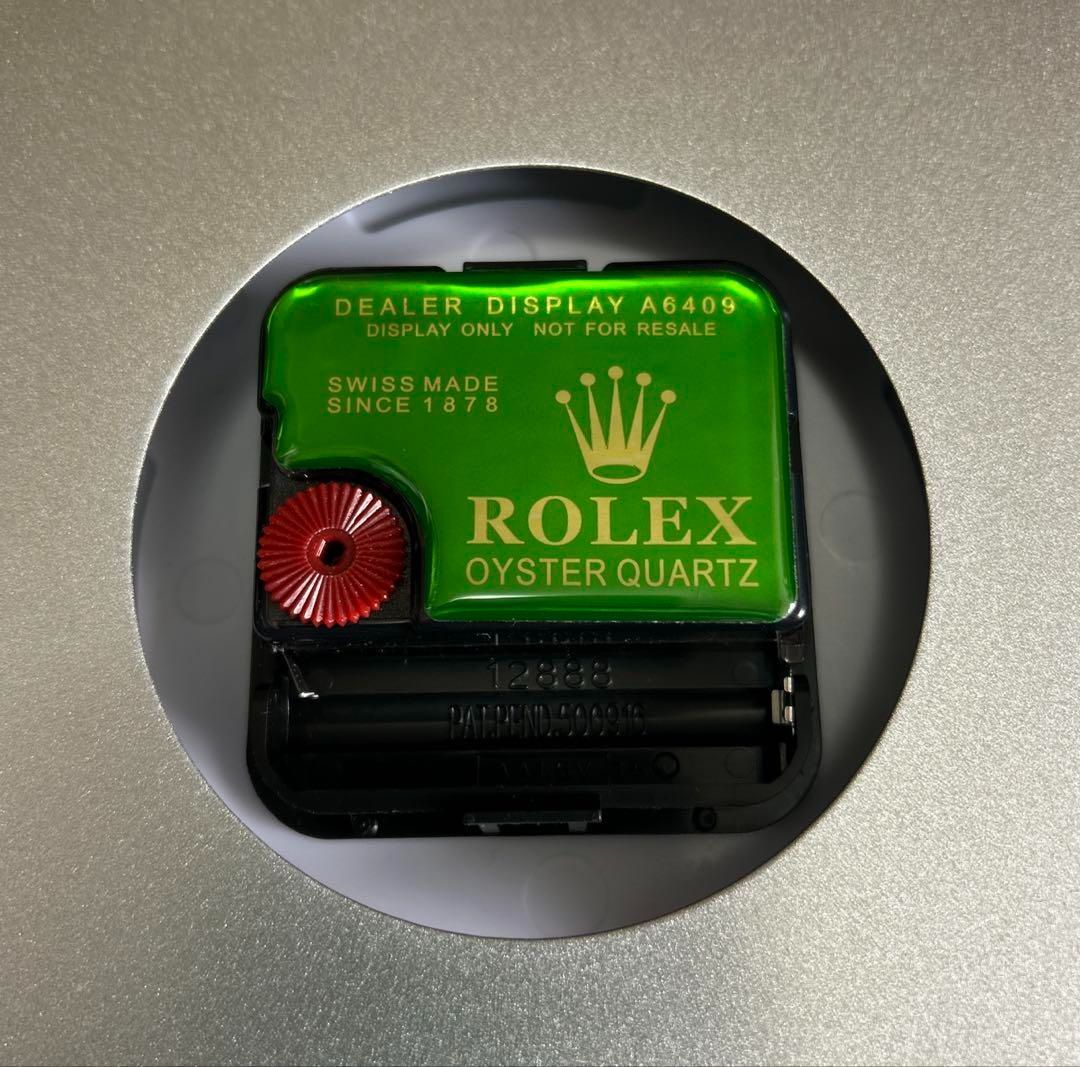 DEALER DISPLAY A6409
DISPLAY ONLY NOT FOR RESALE
SWISS MADE
SINCE 1878
ROLEX
OYSTER QUARTZ
12888
PAT.PEND.500916